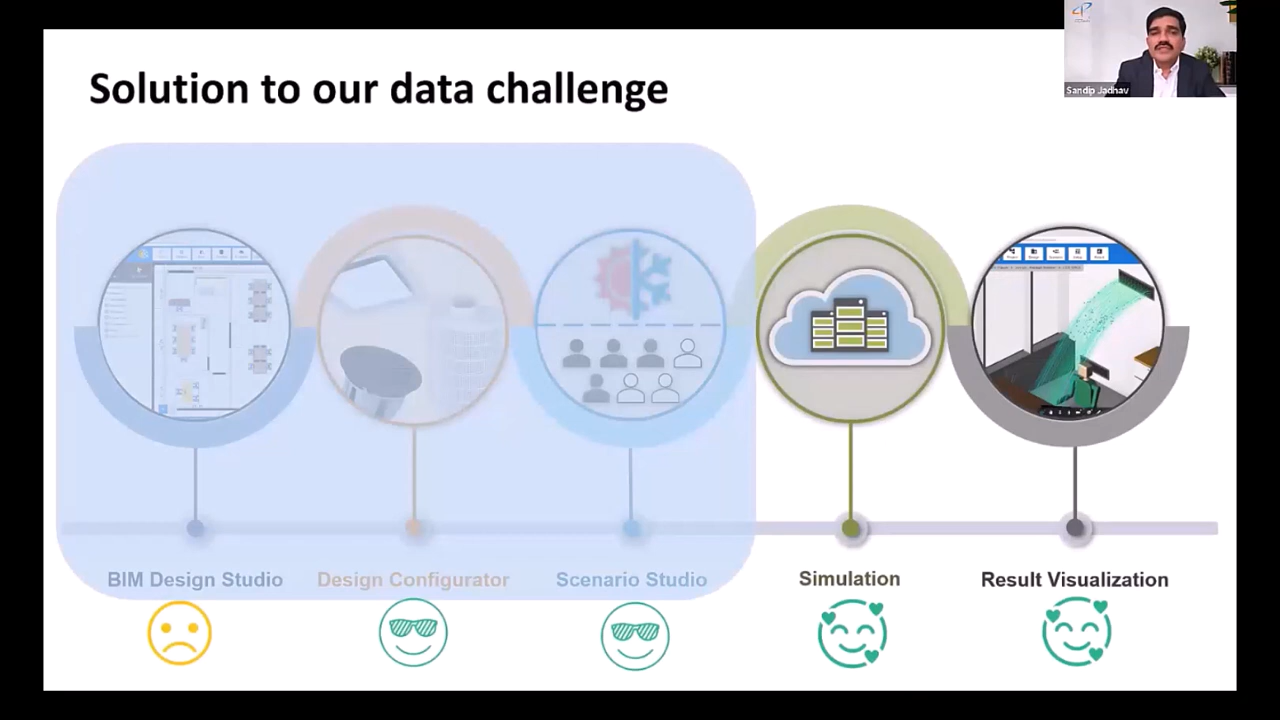 Solution to our data challenge
Sandip Jadhav
BIM Design Studio
Design Configurator
Scenario Studio
Simulation
Result Visualization